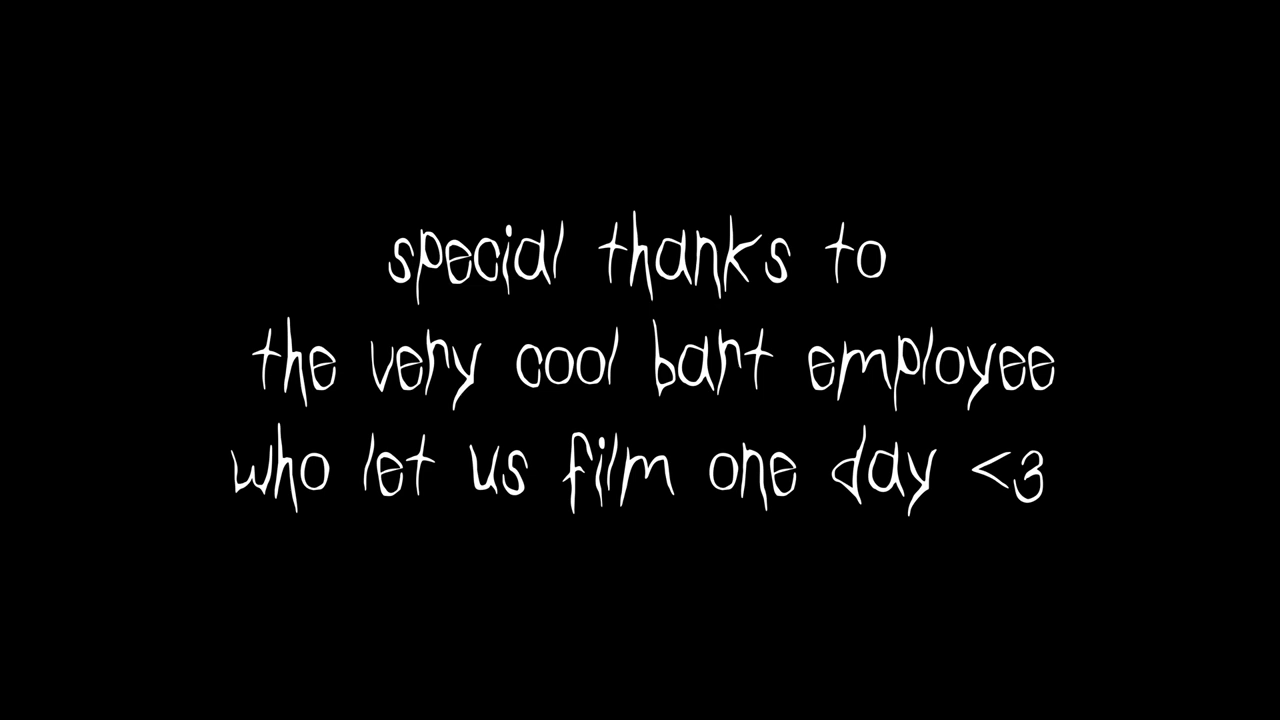 special thanks to
the very cool bart employee
who let us film one day <3